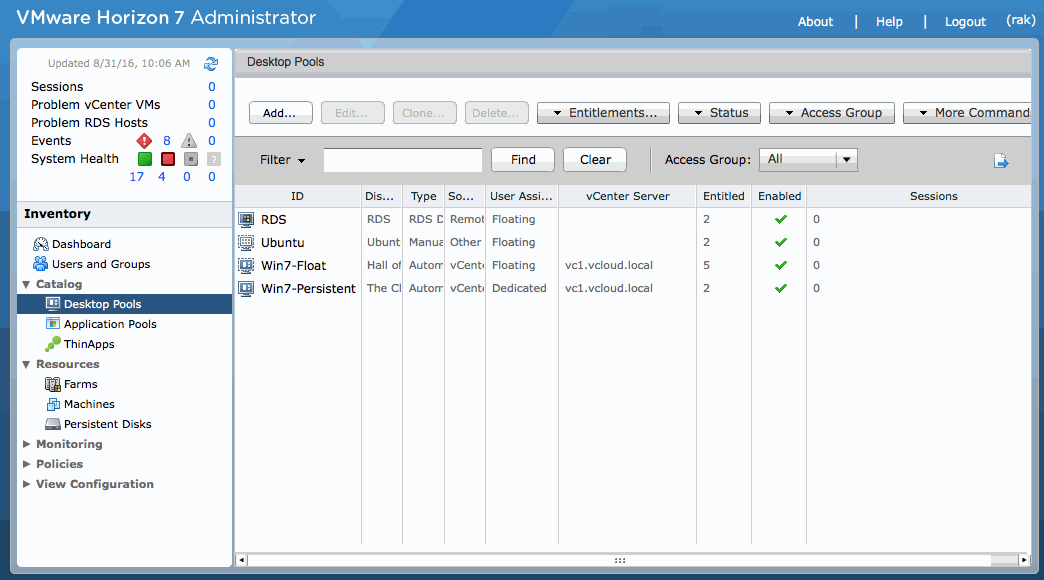 VMware Horizon 7 Administrator
About | Help | Logout (rak)
Updated 8/31/16, 10:06 AM
Sessions 0
Problem vCenter VMs 0
Problem RDS Hosts 0
Events 8 0
System Health ?
17 4 0 0
Inventory
Dashboard
Users and Groups
Catalog
Desktop Pools
Application Pools
ThinApps
Resources
Farms
Machines
Persistent Disks
Monitoring
Policies
View Configuration
Desktop Pools
Add... Edit... Clone... Delete... Entitlements... Status Access Group More Command
Filter Find Clear Access Group: All
ID Dis... Type So... User Assi... vCenter Server Entitled Enabled Sessions
RDS RDS RDS D Remot Floating 2 0
Ubuntu Ubunt Manua Other Floating 2 0
Win7-Float Hall of Autom vCente Floating vc1.vcloud.local 5 0
Win7-Persistent The Cl Autom vCente Dedicated vc1.vcloud.local 2 0